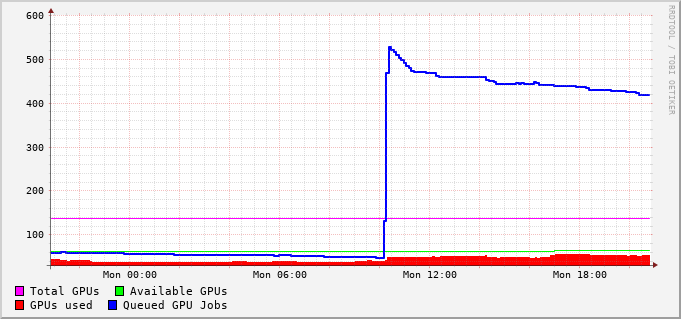 600
500
400
300
200
100
Mon 00:00 Mon 06:00 Mon 12:00 Mon 18:00
Total GPUs Available GPUs
GPUs used Queued GPU Jobs
RRDTOOL / TOBI OETIKER